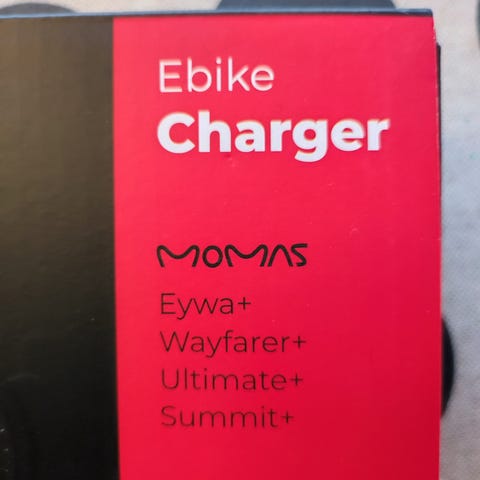 Ebike
Charger
MOMAS
Eywa+
Wayfarer+
Ultimate+
Summit+